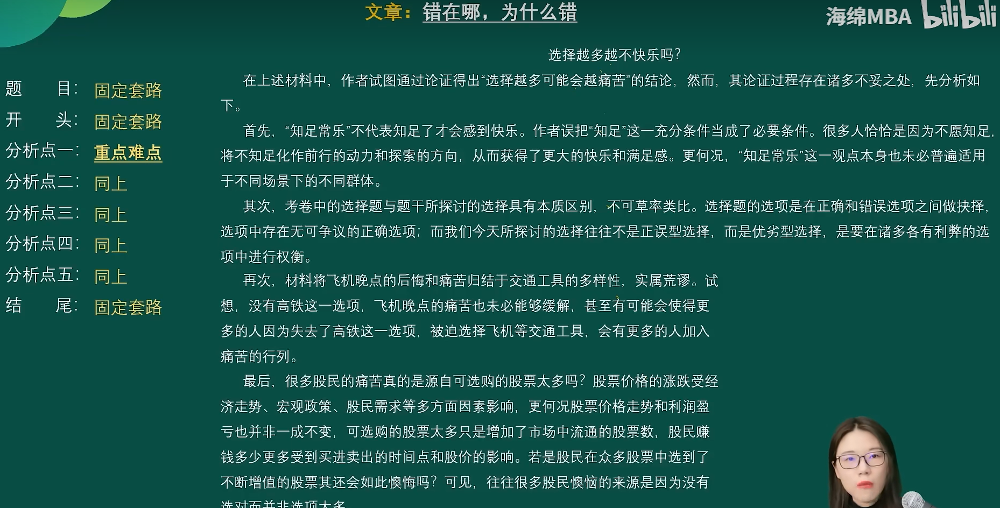 文章：错在哪，为什么错
海绵MBA bilibili
题目：固定套路
开头：固定套路
分析点一：重点难点
分析点二：同上
分析点三：同上
分析点四：同上
分析点五：同上
结尾：固定套路
选择越多越不快乐吗？
在上述材料中，作者试图通过论证得出“选择越多可能会越痛苦”的结论，然而，其论证过程存在诸多不妥之处，先分析如
下。
首先，“知足常乐”不代表知足了才会感到快乐。作者误把“知足”这一充分条件当成了必要条件。很多人恰恰是因为不愿知足，
将不知足化作前行的动力和探索的方向，从而获得了更大的快乐和满足感。更何况，“知足常乐”这一观点本身也未必普遍适用
于不同场景下的不同群体。
其次，考卷中的选择题与题干所探讨的选择具有本质区别，不可草率类比。选择题的选项是在正确和错误选项之间做抉择，
选项中存在无可争议的正确选项；而我们今天所探讨的选择往往不是正误型选择，而是优劣型选择，是要在诸多各有利弊的选
项中进行权衡。
再次，材料将飞机晚点的后悔和痛苦归结于交通工具的多样性，实属荒谬。试
想，没有高铁这一选项，飞机晚点的痛苦也未必能够缓解，甚至有可能会使得更
多的人因为失去了高铁这一选项，被迫选择飞机等交通工具，会有更多的人加入
痛苦的行列。
最后，很多股民的痛苦真的是源自可选购的股票太多吗？股票价格的涨跌受经
济走势、宏观政策、股民需求等多方面因素影响，更何况股票价格走势和利润盈
亏也并非一成不变，可选购的股票太多只是增加了市场中流通的股票数，股民赚
钱多少更多受到买进卖出的时间点和股价的影响。若是股民在众多股票中选到了
不断增值的股票其还会如此懊悔吗？可见，往往很多股民懊恼的来源是因为没有
选对而并非选项太多